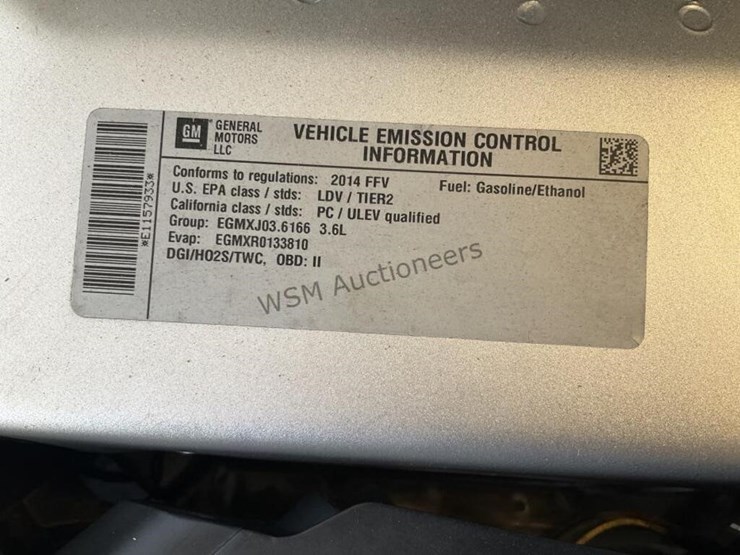 GM GENERAL MOTORS LLC
VEHICLE EMISSION CONTROL
INFORMATION
Conforms to regulations: 2014 FFV Fuel: Gasoline/Ethanol
U.S. EPA class / stds: LDV / TIER2
California class / stds: PC / ULEV qualified
Group: EGMXJ03.6166 3.6L
Evap: EGMXR0133810
DGI/HO2S/TWC, OBD: II
*E1157933*
WSM Auctioneers